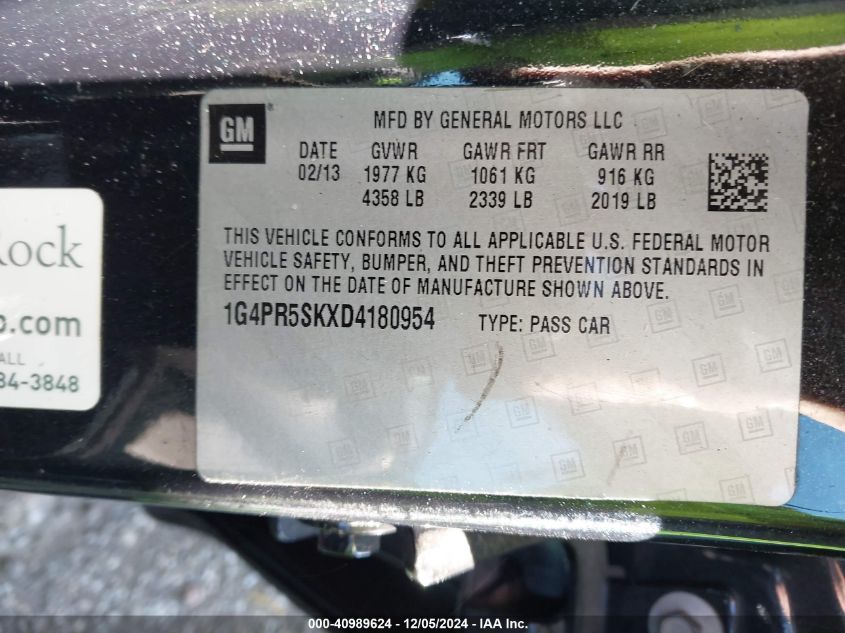 GM ®
MFD BY GENERAL MOTORS LLC
DATE GVWR GAWR FRT GAWR RR
02/13 1977 KG 1061 KG 916 KG
4358 LB 2339 LB 2019 LB
THIS VEHICLE CONFORMS TO ALL APPLICABLE U.S. FEDERAL MOTOR
VEHICLE SAFETY, BUMPER, AND THEFT PREVENTION STANDARDS IN
EFFECT ON THE DATE OF MANUFACTURE SHOWN ABOVE.
1G4PR5SKXD4180954 TYPE: PASS CAR
Rock
.com
ALL
84-3848
000-40989624 - 12/05/2024 - IAA Inc.